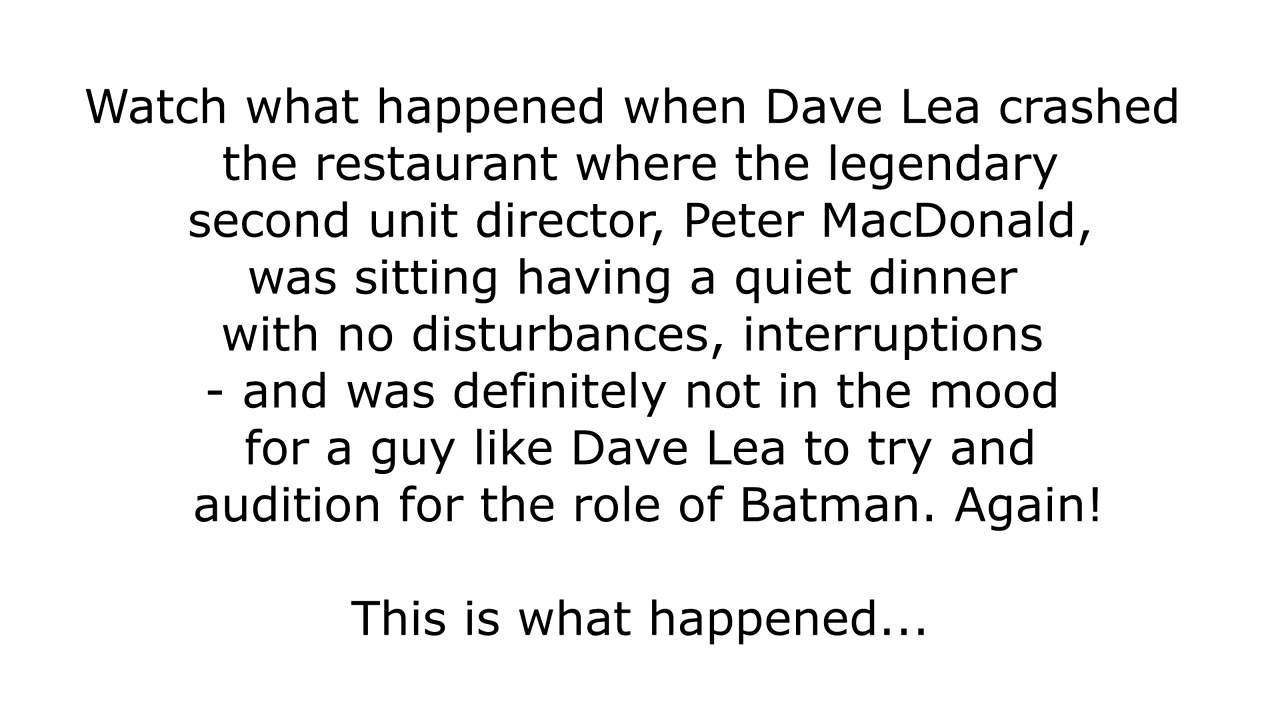 Watch what happened when Dave Lea crashed
the restaurant where the legendary
second unit director, Peter MacDonald,
was sitting having a quiet dinner
with no disturbances, interruptions
- and was definitely not in the mood
for a guy like Dave Lea to try and
audition for the role of Batman. Again!
This is what happened...